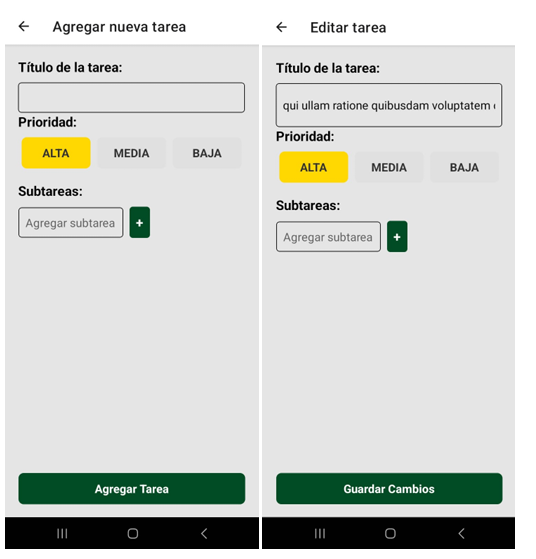 Agregar nueva tarea
Título de la tarea:
Prioridad:
ALTA MEDIA BAJA
Subtareas:
Agregar subtarea +
Agregar Tarea
Editar tarea
Título de la tarea:
qui ullam ratione quibusdam voluptatem
Prioridad:
ALTA MEDIA BAJA
Subtareas:
Agregar subtarea +
Guardar Cambios